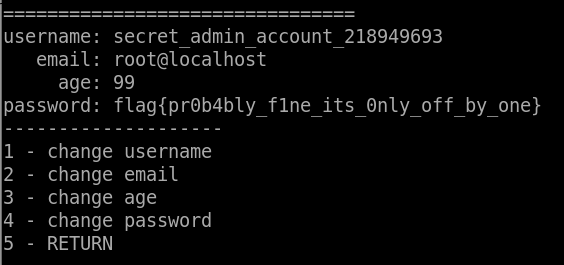 ================================
username: secret_admin_account_218949693
email: root@localhost
age: 99
password: flag{pr0b4bly_f1ne_its_0nly_off_by_one}
--------------------
1 - change username
2 - change email
3 - change age
4 - change password
5 - RETURN